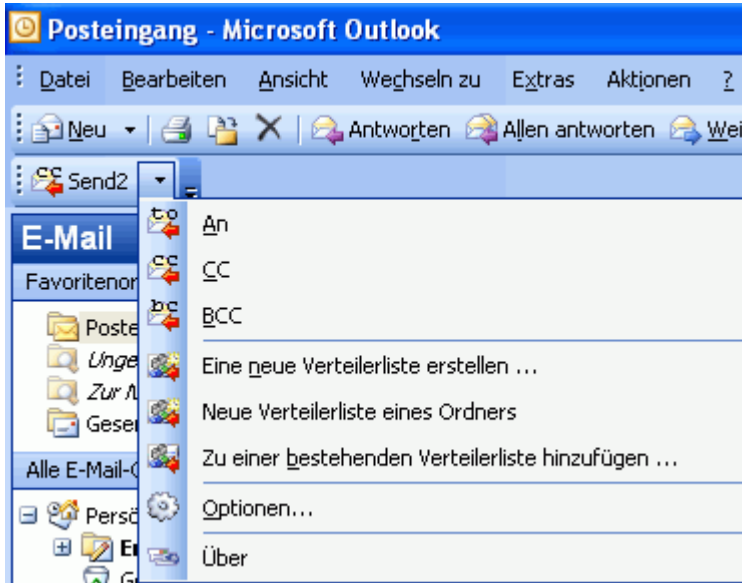 Posteingang - Microsoft Outlook
Datei Bearbeiten Ansicht Wechseln zu Extras Aktionen ?
Neu Antworten Allen antworten
Send2
An
E-Mail
CC
BCC
Eine neue Verteilerliste erstellen ...
Neue Verteilerliste eines Ordners
Zu einer bestehenden Verteilerliste hinzufügen ...
Alle E-Mail-
Optionen...
Über